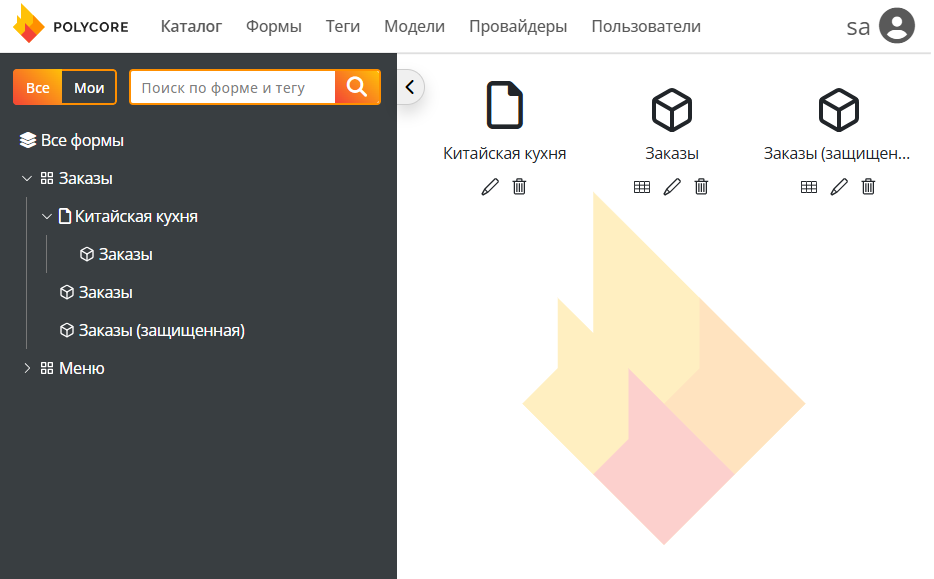 POLYCORE Каталог Формы Теги Модели Провайдеры Пользователи sa
Все Мои Поиск по форме и тегу
Все формы
Заказы
Китайская кухня
Заказы
Заказы
Заказы (защищенная)
Меню
Китайская кухня Заказы Заказы (защищен...